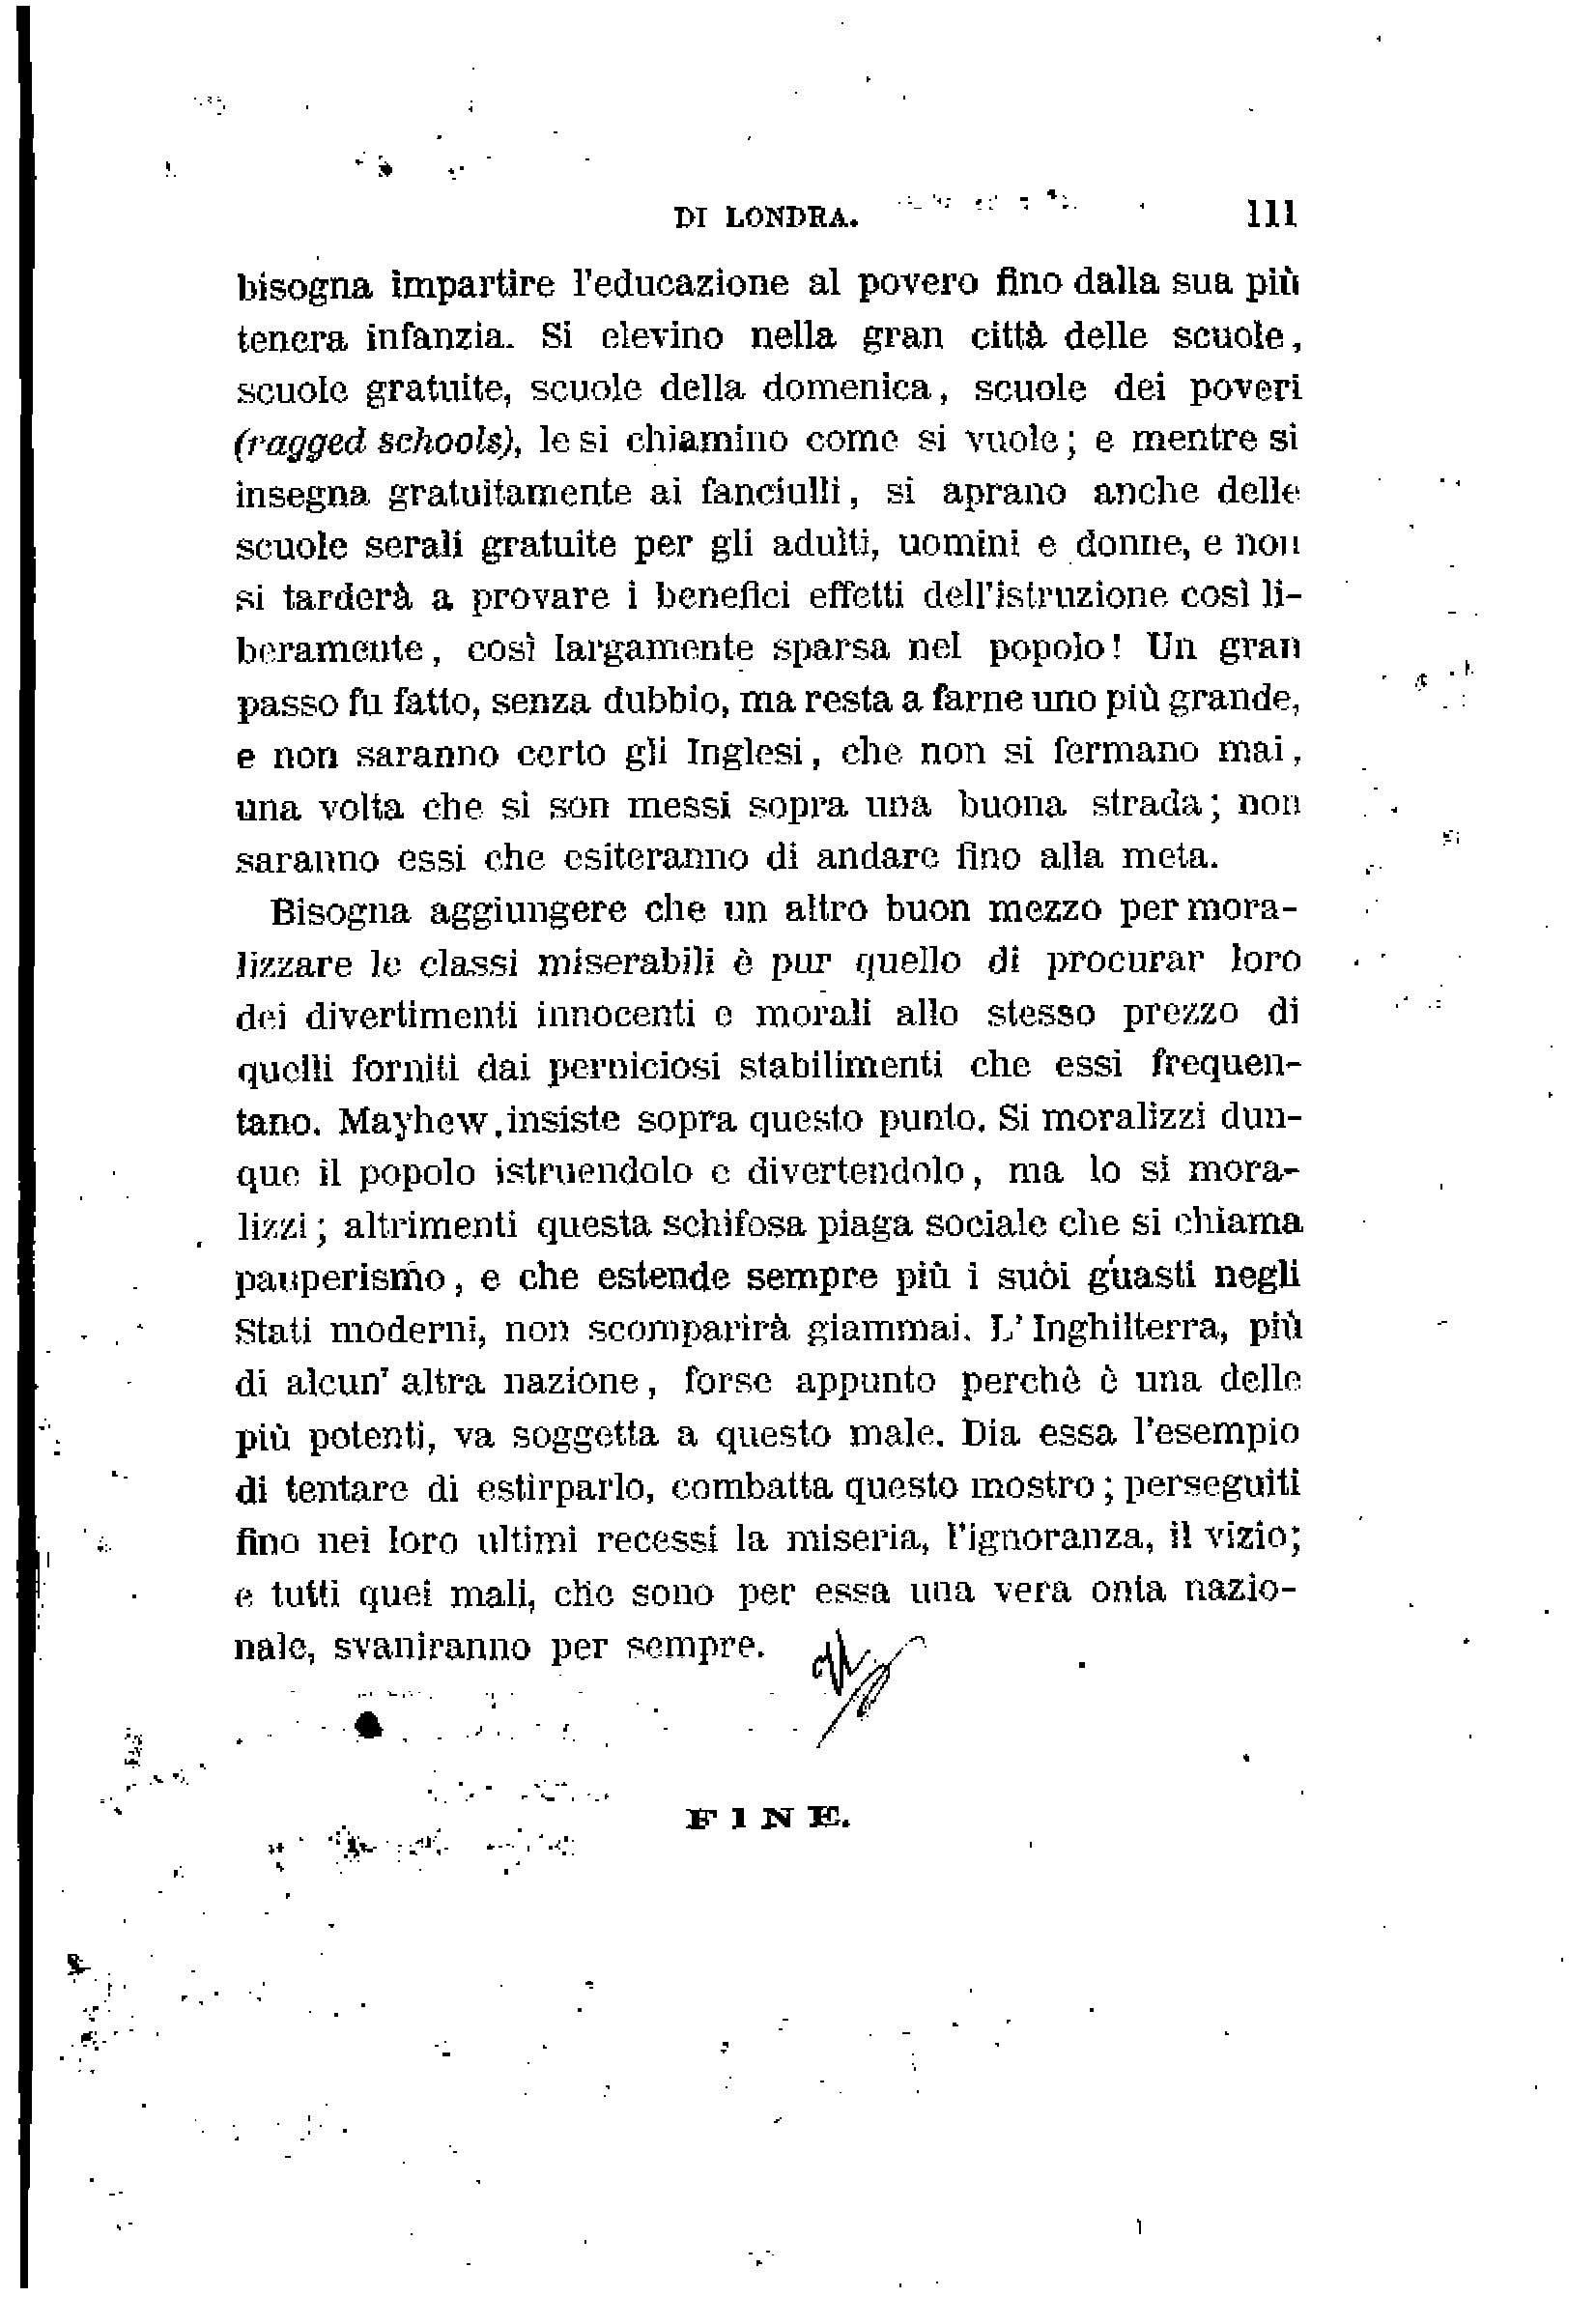 DI LONDRA. 111
bisogna impartire l'educazione al povero fino dalla sua più
tenera infanzia. Si elevino nella gran città delle scuole,
scuole gratuite, scuole della domenica, scuole dei poveri
(ragged schools), le si chiamino come si vuole; e mentre si
insegna gratuitamente ai fanciulli, si aprano anche delle
scuole serali gratuite per gli adulti, uomini e donne, e non
si tarderà a provare i benefici effetti dell'istruzione così li-
beramente, così largamente sparsa nel popolo! Un gran
passo fu fatto, senza dubbio, ma resta a farne uno più grande,
e non saranno certo gli Inglesi, che non si fermano mai,
una volta che si son messi sopra una buona strada; non
saranno essi che esiteranno di andare fino alla meta.
Bisogna aggiungere che un altro buon mezzo per mora-
lizzare le classi miserabili è pur quello di procurar loro
dei divertimenti innocenti e morali allo stesso prezzo di
quelli forniti dai perniciosi stabilimenti che essi frequen-
tano. Mayhew insiste sopra questo punto. Si moralizzi dun-
que il popolo istruendolo e divertendolo, ma lo si mora-
lizzi; altrimenti questa schifosa piaga sociale che si chiama
pauperismo, e che estende sempre più i suoi guasti negli
Stati moderni, non scomparirà giammai. L'Inghilterra, più
di alcun' altra nazione, forse appunto perchè è una delle
più potenti, va soggetta a questo male. Dia essa l'esempio
di tentare di estirparlo, combatta questo mostro; perseguiti
fino nei loro ultimi recessi la miseria, l'ignoranza, il vizio;
e tutti quei mali, che sono per essa una vera onta nazio-
nale, svaniranno per sempre.
FINE.